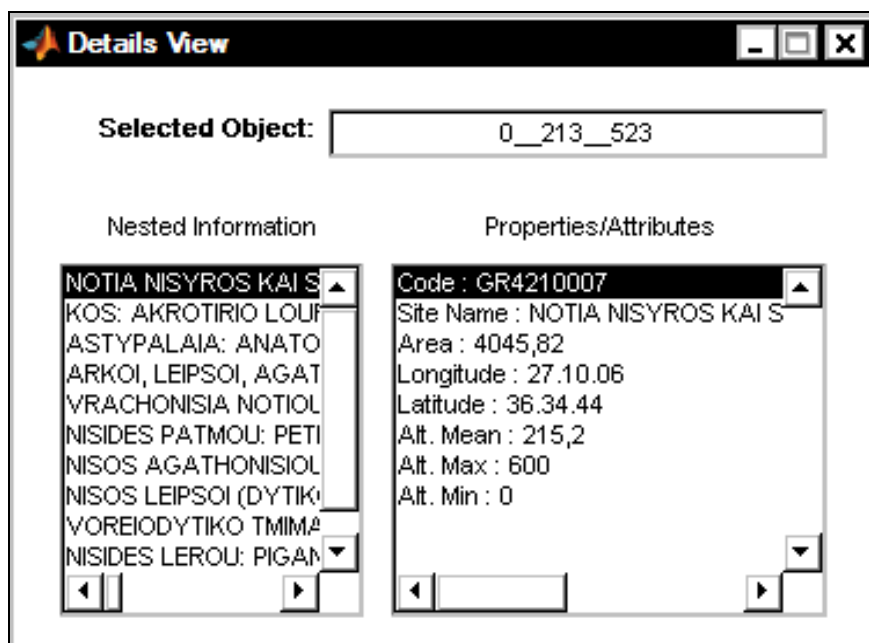 Details View
Selected Object: 0__213__523
Nested Information
NOTIA NISYROS KAI S
KOS: AKROTIRIO LOUF
ASTYPALAIA: ANATO
ARKOI, LEIPSOI, AGAT
VRACHONISIA NOTIOU
NISIDES PATMOU: PETI
NISOS AGATHONISIOU
NISOS LEIPSOI (DYTIK
VOREIODYTIKO TMIMA
NISIDES LEROU: PIGAN
Properties/Attributes
Code : GR4210007
Site Name : NOTIA NISYROS KAI S
Area : 4045,82
Longitude : 27.10.06
Latitude : 36.34.44
Alt. Mean : 215,2
Alt. Max : 600
Alt. Min : 0